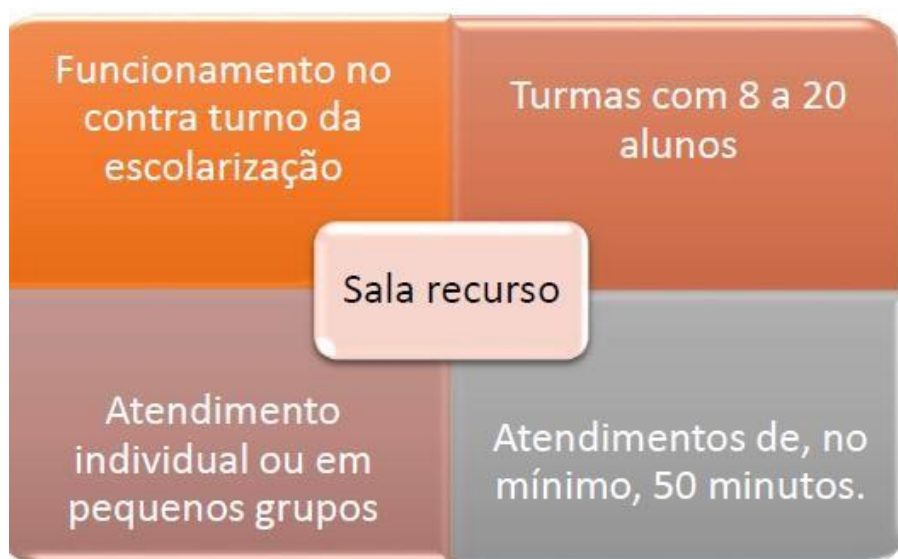 Funcionamento no
contra turno da
escolarização
Turmas com 8 a 20
alunos
Sala recurso
Atendimento
individual ou em
pequenos grupos
Atendimentos de, no
mínimo, 50 minutos.